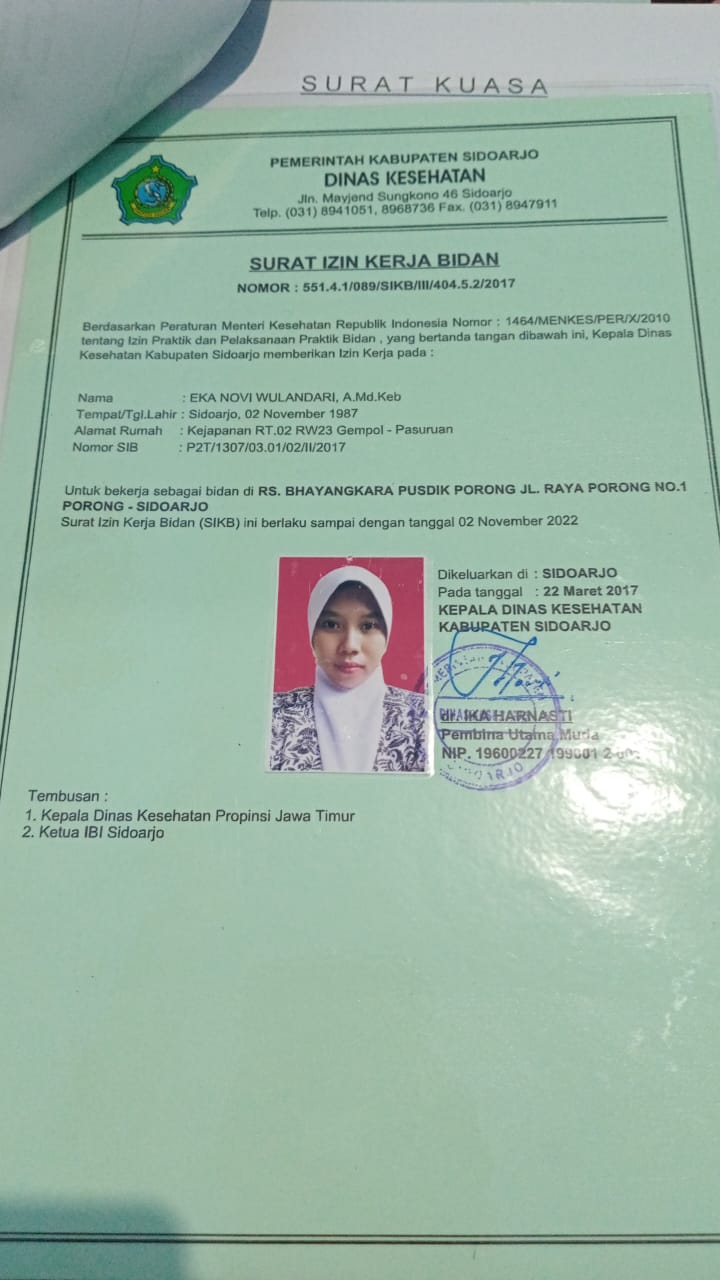 SURAT KUASA
PEMERINTAH KABUPATEN SIDOARJO
DINAS KESEHATAN
Jln. Mayjend Sungkono 46 Sidoarjo
Telp. (031) 8941051, 8968736 Fax. (031) 8947911
SURAT IZIN KERJA BIDAN
NOMOR : 551.4.1/089/SIKB/III/404.5.2/2017
Berdasarkan Peraturan Menteri Kesehatan Republik Indonesia Nomor : 1464/MENKES/PER/X/2010
tentang Izin Praktik dan Pelaksanaan Praktik Bidan , yang bertanda tangan dibawah ini, Kepala Dinas
Kesehatan Kabupaten Sidoarjo memberikan Izin Kerja pada :
Nama : EKA NOVI WULANDARI, A.Md.Keb
Tempat/Tgl.Lahir : Sidoarjo, 02 November 1987
Alamat Rumah : Kejapanan RT.02 RW23 Gempol - Pasuruan
Nomor SIB : P2T/1307/03.01/02/II/2017
Untuk bekerja sebagai bidan di RS. BHAYANGKARA PUSDIK PORONG JL. RAYA PORONG NO.1
PORONG - SIDOARJO
Surat Izin Kerja Bidan (SIKB) ini berlaku sampai dengan tanggal 02 November 2022
Dikeluarkan di : SIDOARJO
Pada tanggal : 22 Maret 2017
KEPALA DINAS KESEHATAN
KABUPATEN SIDOARJO
dr. IKA HARNASTI
Pembina Utama Muda
NIP. 19600227 199001 2
Tembusan :
1. Kepala Dinas Kesehatan Propinsi Jawa Timur
2. Ketua IBI Sidoarjo